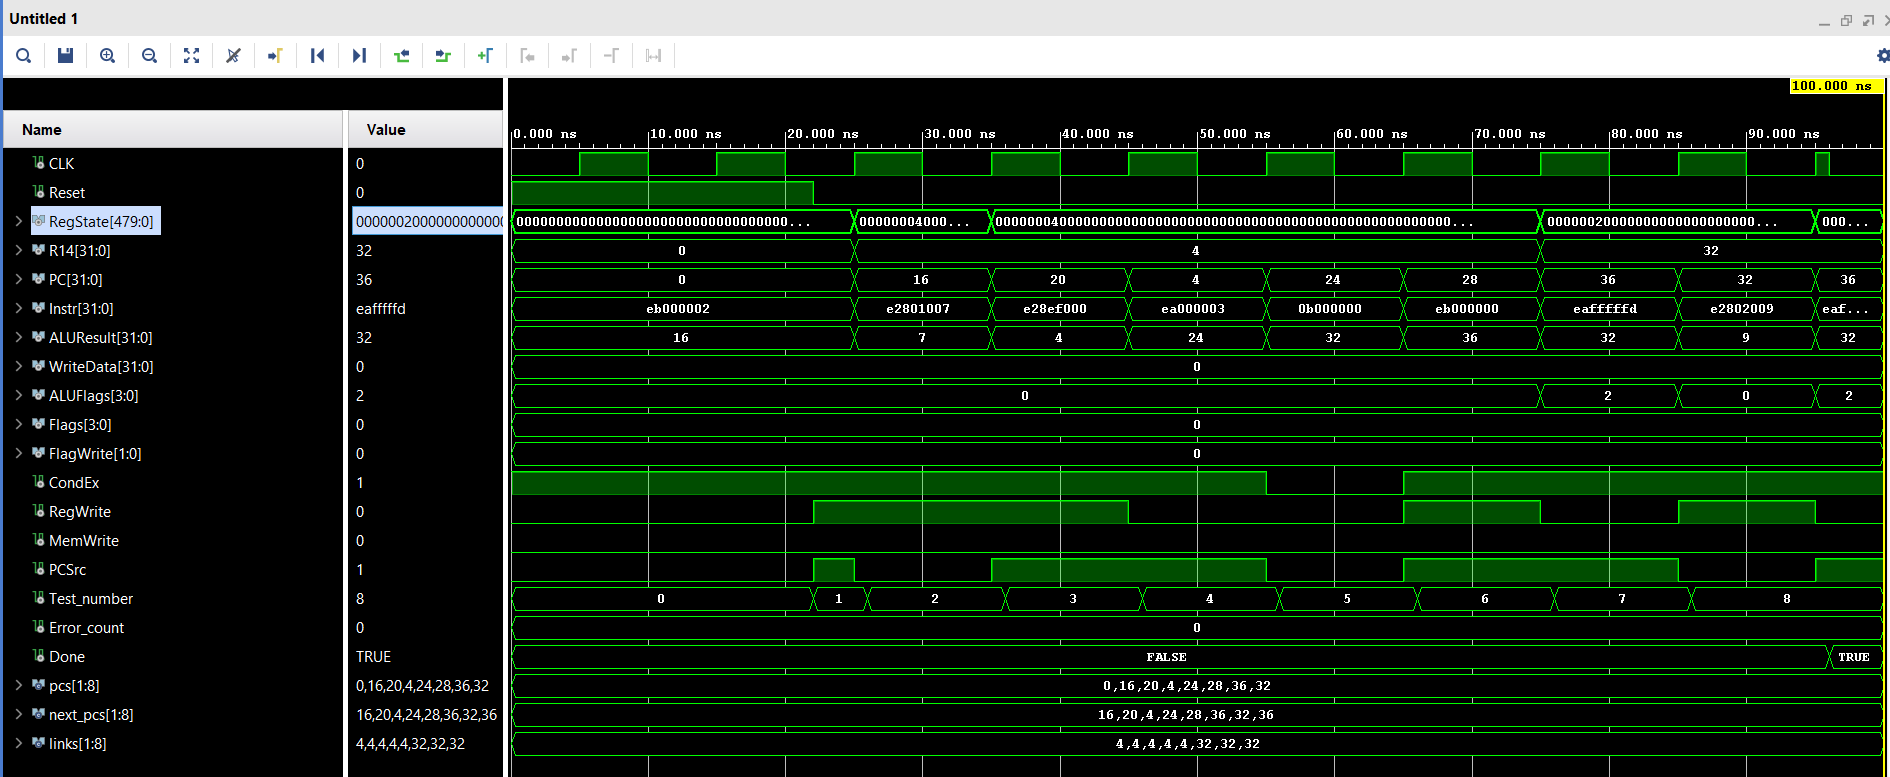 Untitled 1
100.000 ns
Name Value
0.000 ns 10.000 ns 20.000 ns 30.000 ns 40.000 ns 50.000 ns 60.000 ns 70.000 ns 80.000 ns 90.000 ns
CLK 0
Reset 0
RegState[479:0] 0000002000000000000 0000000000000000000000000000000000... 00000004000... 000000040000000000000000000000000000000000000000000000000000... 000000200000000000000000000... 000...
R14[31:0] 32 0 4 32
PC[31:0] 36 0 16 20 4 24 28 36 32 36
Instr[31:0] eafffffd eb000002 e2801007 e28ef000 ea000003 0b000000 eb000000 eafffffd e2802009 eaf...
ALUResult[31:0] 32 16 7 4 24 32 36 32 9 32
WriteData[31:0] 0 0
ALUFlags[3:0] 2 0 2 0 2
Flags[3:0] 0 0
FlagWrite[1:0] 0 0
CondEx 1
RegWrite 0
MemWrite 0
PCSrc 1
Test_number 8 0 1 2 3 4 5 6 7 8
Error_count 0 0
Done TRUE FALSE TRUE
pcs[1:8] 0,16,20,4,24,28,36,32 0,16,20,4,24,28,36,32
next_pcs[1:8] 16,20,4,24,28,36,32,36 16,20,4,24,28,36,32,36
links[1:8] 4,4,4,4,4,32,32,32 4,4,4,4,4,32,32,32